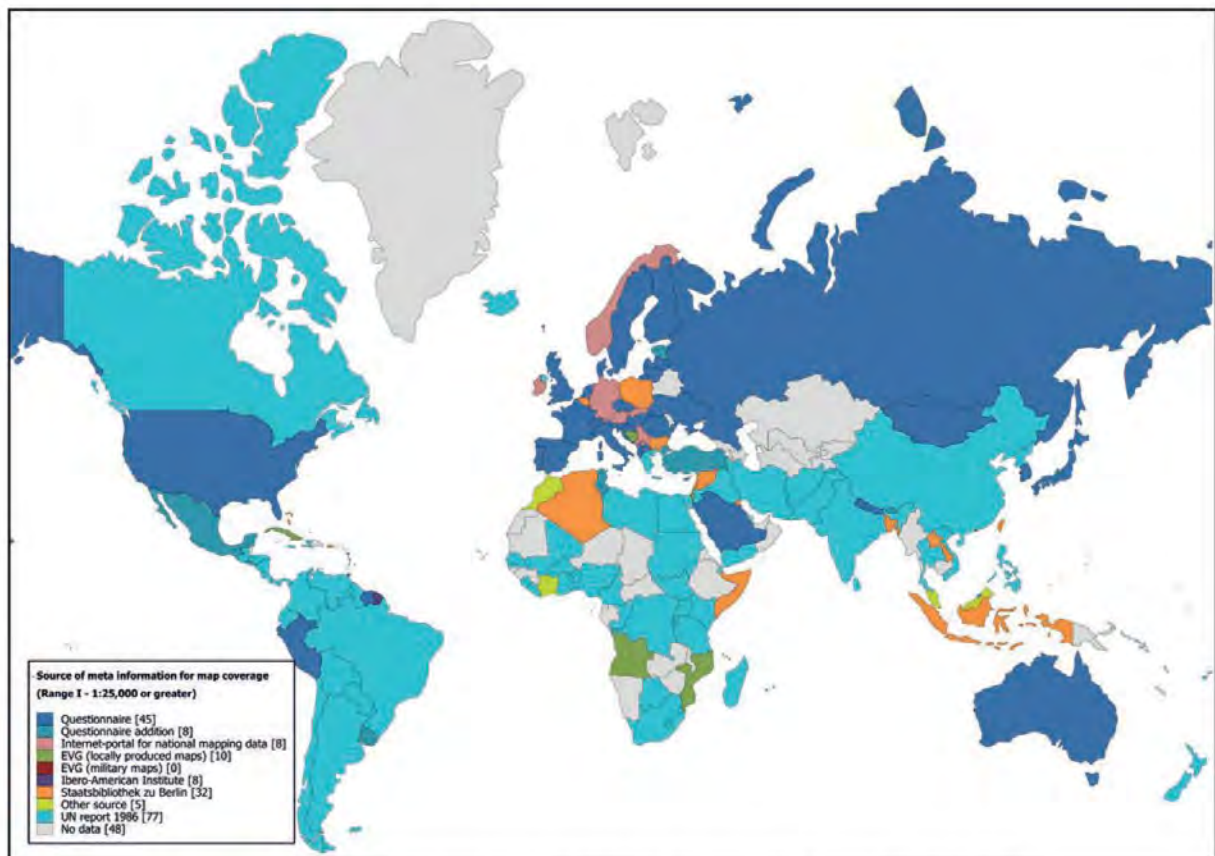 Source of meta information for map coverage
(Range I - 1:25,000 or greater)
Questionnaire [45]
Questionnaire addition [8]
Internet-portal for national mapping data [8]
EVG (locally produced maps) [10]
EVG (military maps) [0]
Ibero-American Institute [8]
Staatsbibliothek zu Berlin [32]
Other source [5]
UN report 1986 [77]
No data [48]